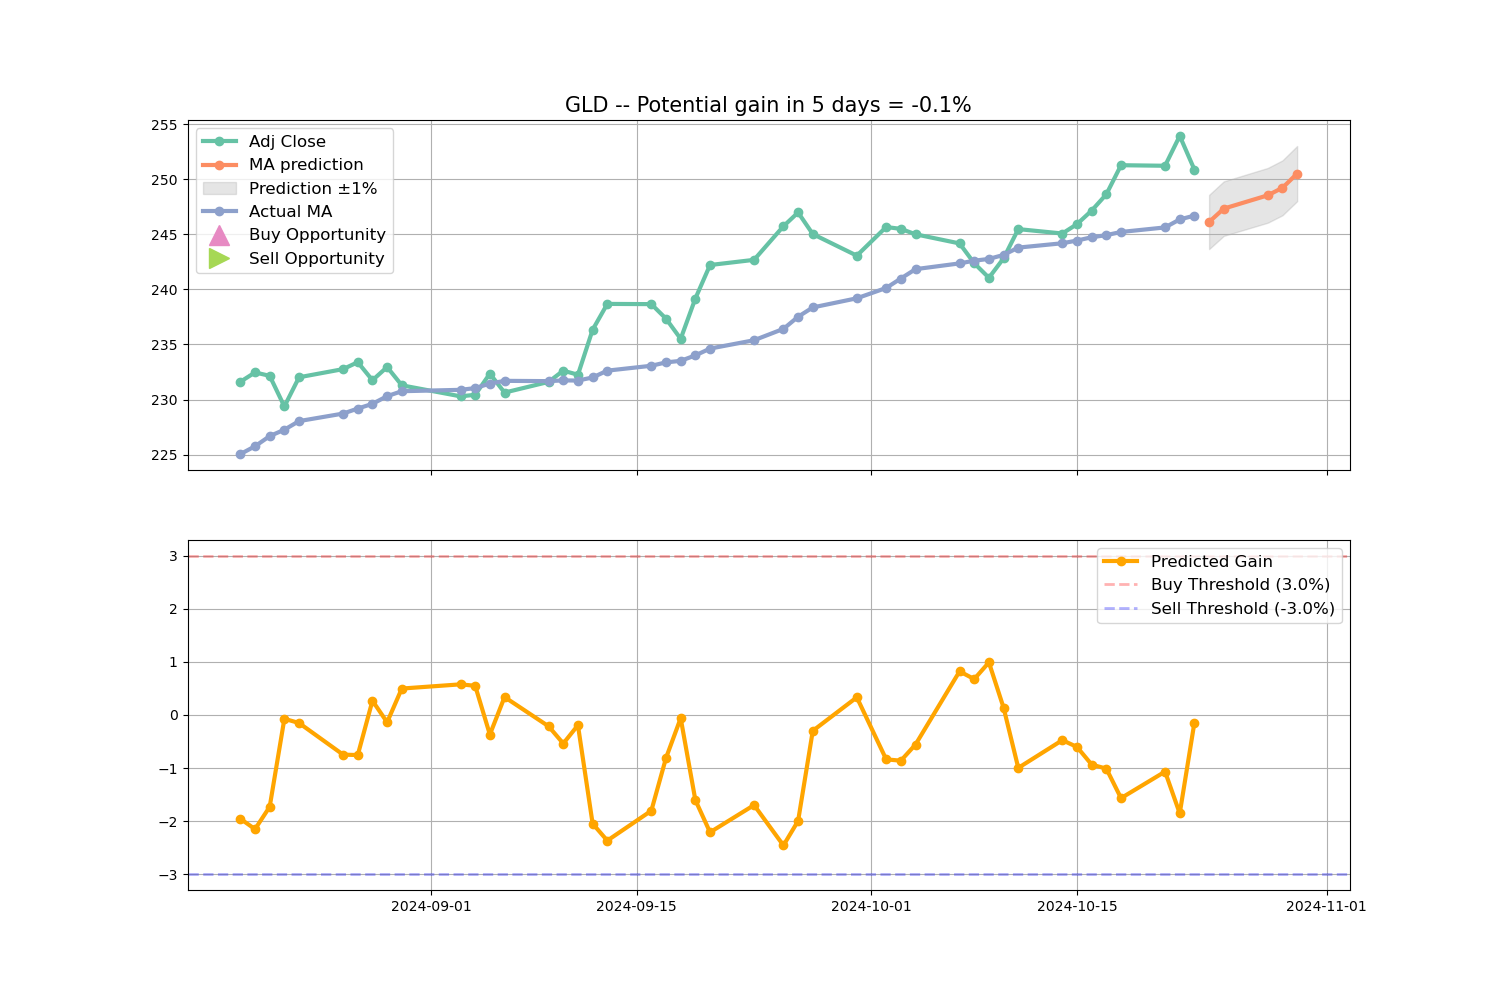 GLD -- Potential gain in 5 days = -0.1%
255
250
245
240
235
230
225
Adj Close
MA prediction
Prediction ±1%
Actual MA
Buy Opportunity
Sell Opportunity
3
2
1
0
−1
−2
−3
Predicted Gain
Buy Threshold (3.0%)
Sell Threshold (-3.0%)
2024-09-01
2024-09-15
2024-10-01
2024-10-15
2024-11-01